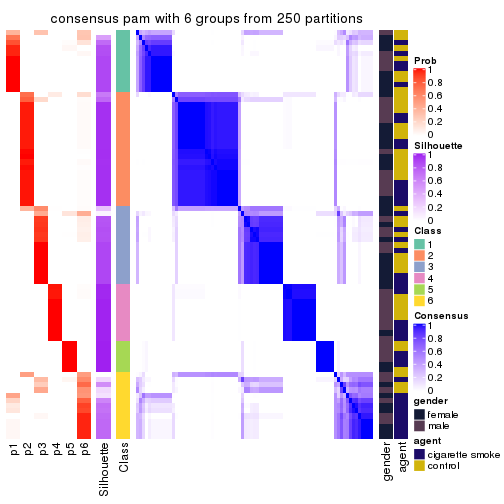 consensus pam with 6 groups from 250 partitions
Prob
1
0.8
0.6
0.4
0.2
0
Silhouette
1
0.8
0.6
0.4
0.2
0
Class
1
2
3
4
5
6
Consensus
1
0.8
0.6
0.4
0.2
0
gender
female
male
agent
cigarette smoke
control
p1
p2
p3
p4
p5
p6
Silhouette
Class
gender
agent